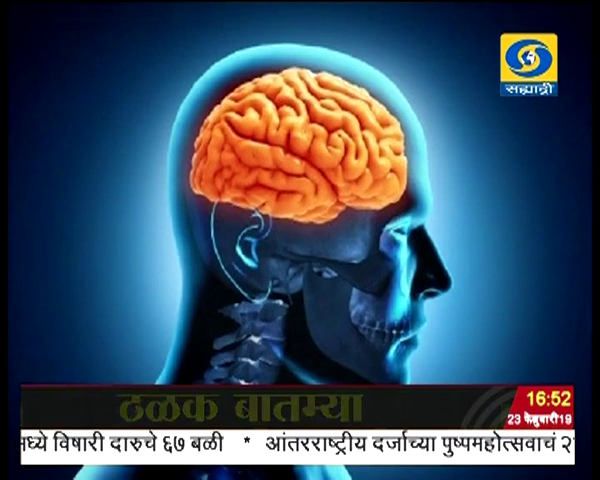 सह्याद्री
ठळक बातम्या
16:52
23 फेब्रुवारी19
मध्ये विषारी दारुचे ६७ बळी * आंतरराष्ट्रीय दर्जाच्या पुष्पमहोत्सवाचं